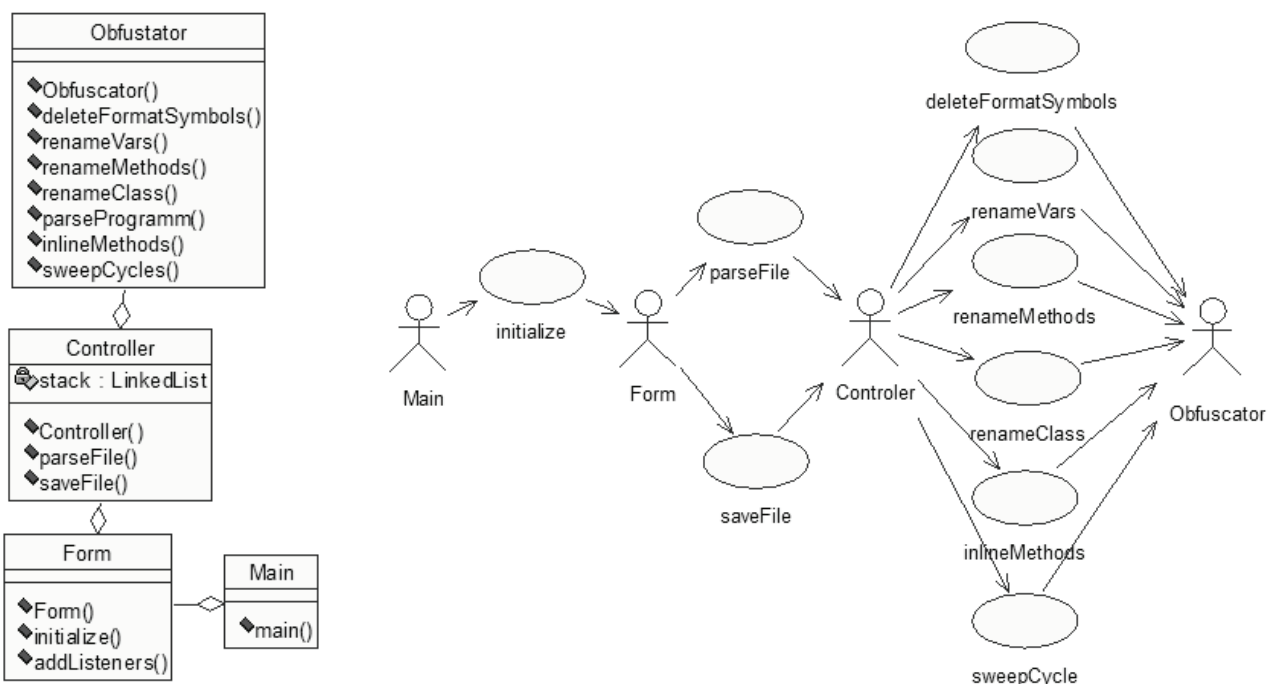 Obfustator
Obfuscator()
deleteFormatSymbols()
renameVars()
renameMethods()
renameClass()
parseProgramm()
inlineMethods()
sweepCycles()
Controller
stack : LinkedList
Controller()
parseFile()
saveFile()
Form
Form()
initialize()
addListeners()
Main
main()
Main
initialize
Form
parseFile
saveFile
Controler
deleteFormatSymbols
renameVars
renameMethods
renameClass
inlineMethods
sweepCycle
Obfuscator